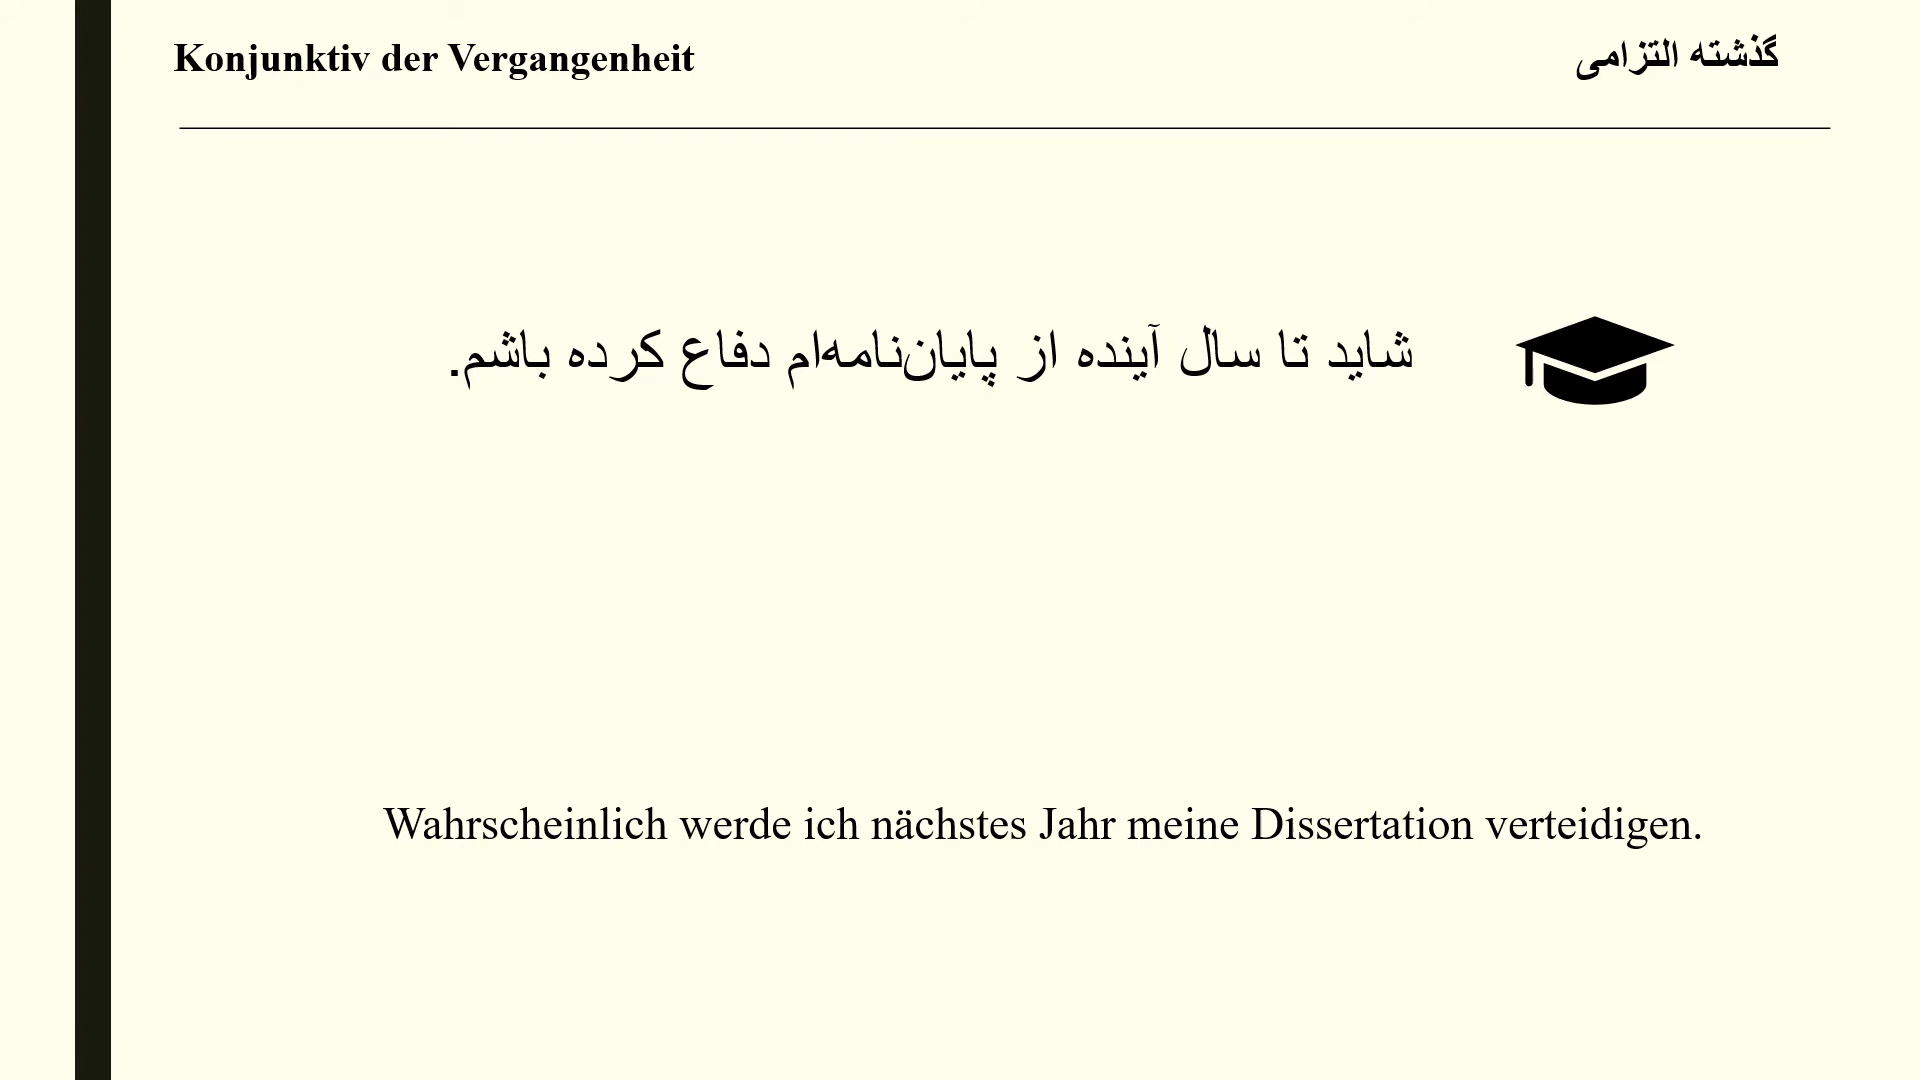 Konjunktiv der Vergangenheit
گذشته التزامی
شاید تا سال آینده از پایان‌نامه‌ام دفاع کرده باشم.
Wahrscheinlich werde ich nächstes Jahr meine Dissertation verteidigen.